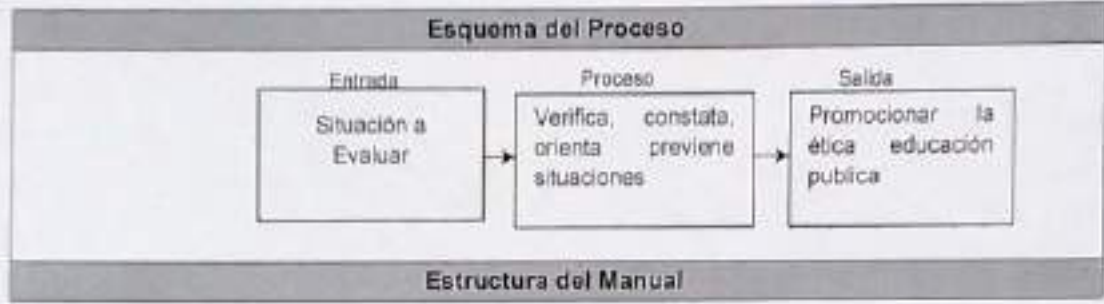 Esquema del Proceso
Entrada
Situación a
Evaluar
Proceso
Verifica, constata,
orienta previene
situaciones
Salida
Promocionar la
ética educación
publica
Estructura del Manual